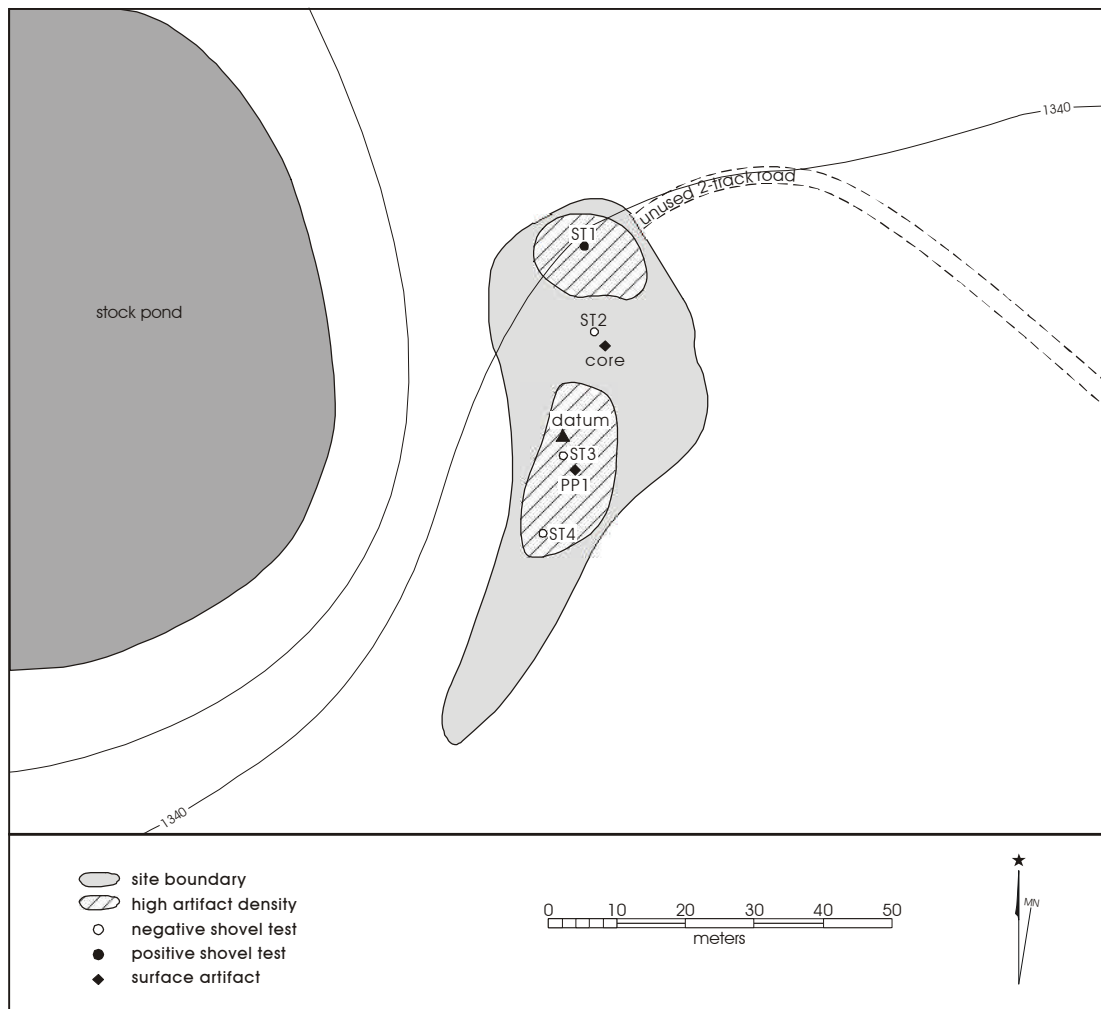 1340
unused 2-track road
ST1
stock pond
ST2
core
datum
ST3
PP1
ST4
1340
site boundary
high artifact density
negative shovel test
positive shovel test
surface artifact
0 10 20 30 40 50
meters
MN